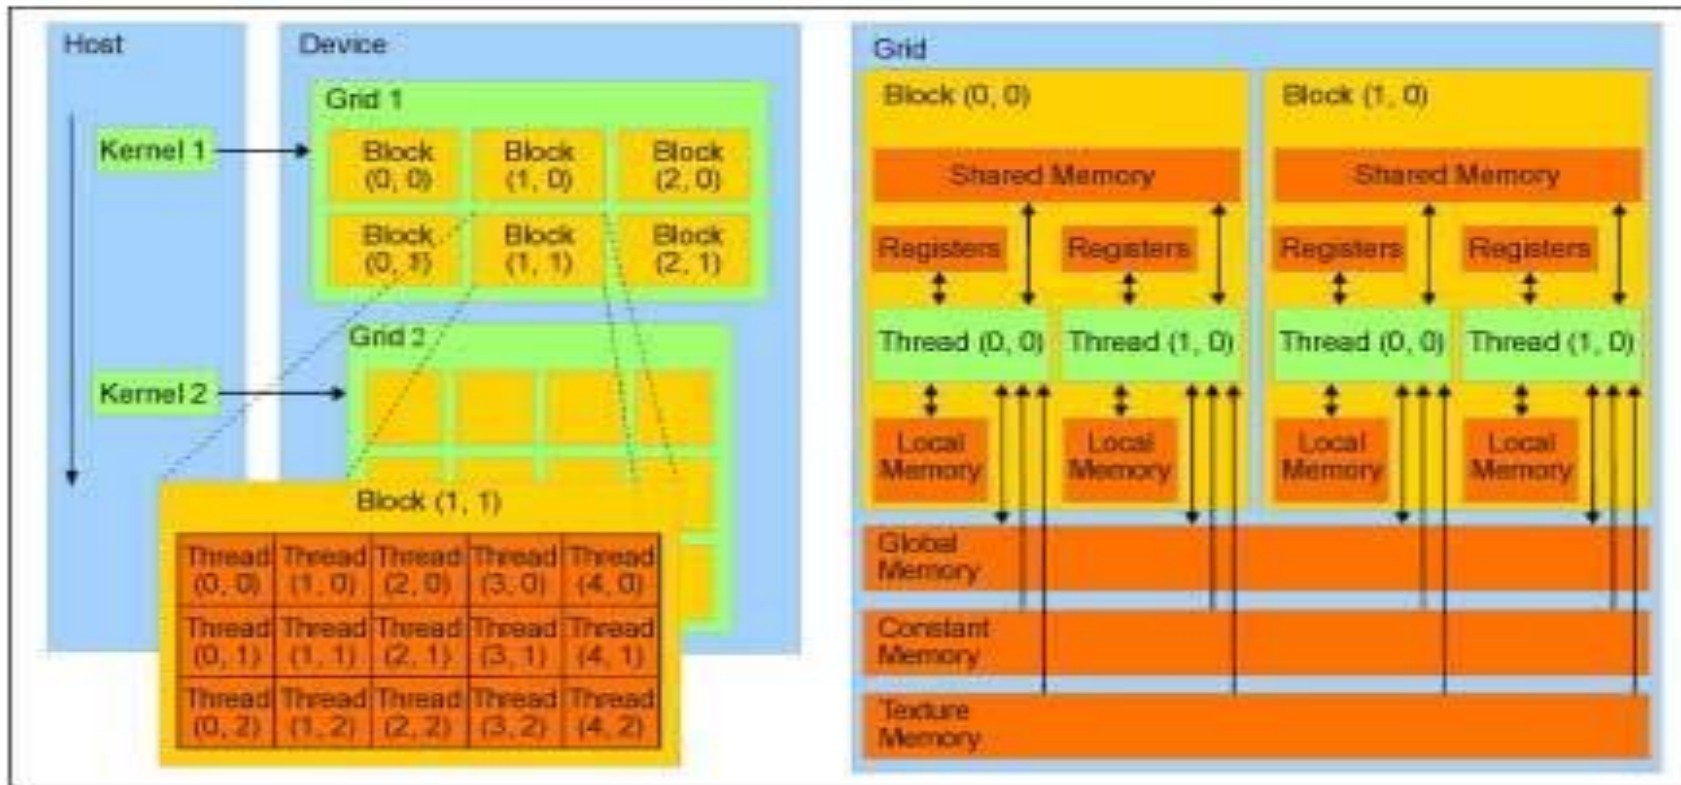 Host
Device
Grid 1
Kernel 1
Block
(0, 0)
Block
(1, 0)
Block
(2, 0)
Block
(0, 1)
Block
(1, 1)
Block
(2, 1)
Grid 2
Kernel 2
Block (1, 1)
Thread
(0, 0)
Thread
(1, 0)
Thread
(2, 0)
Thread
(3, 0)
Thread
(4, 0)
Thread
(0, 1)
Thread
(1, 1)
Thread
(2, 1)
Thread
(3, 1)
Thread
(4, 1)
Thread
(0, 2)
Thread
(1, 2)
Thread
(2, 2)
Thread
(3, 2)
Thread
(4, 2)
Grid
Block (0, 0)
Shared Memory
Registers
Registers
Thread (0, 0)
Thread (1, 0)
Local
Memory
Local
Memory
Block (1, 0)
Shared Memory
Registers
Registers
Thread (0, 0)
Thread (1, 0)
Local
Memory
Local
Memory
Global
Memory
Constant
Memory
Texture
Memory